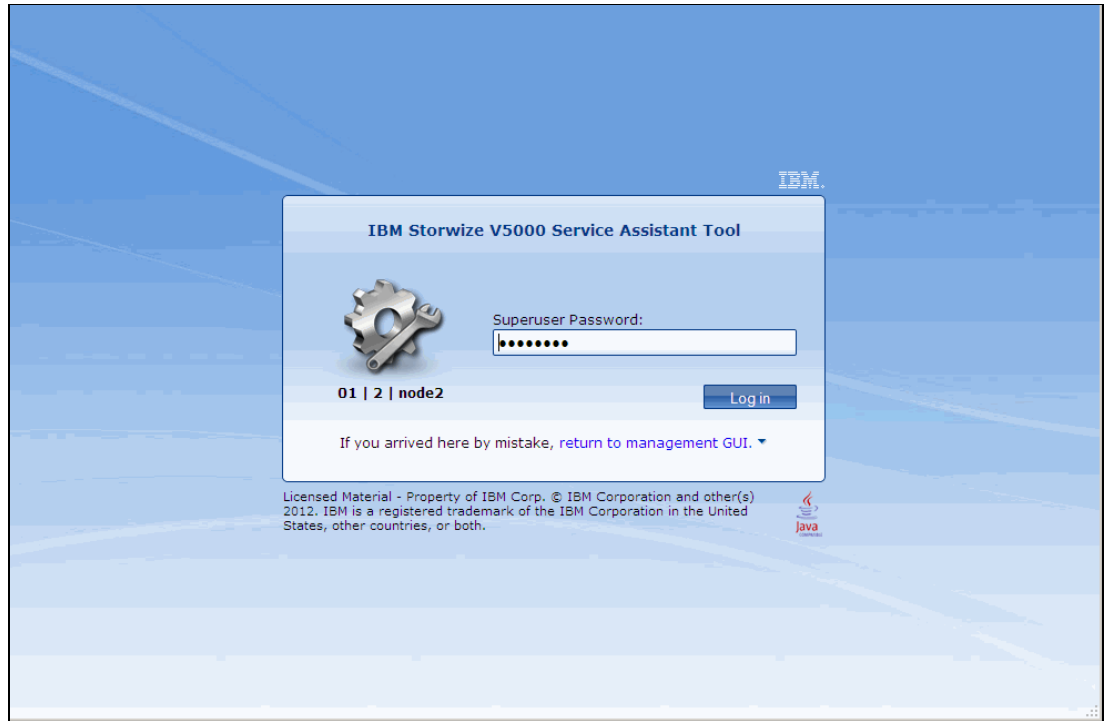 IBM.
IBM Storwize V5000 Service Assistant Tool
Superuser Password:
••••••••
01 | 2 | node2
Log in
If you arrived here by mistake, return to management GUI.
Licensed Material - Property of IBM Corp. © IBM Corporation and other(s)
2012. IBM is a registered trademark of the IBM Corporation in the United
States, other countries, or both.
Java